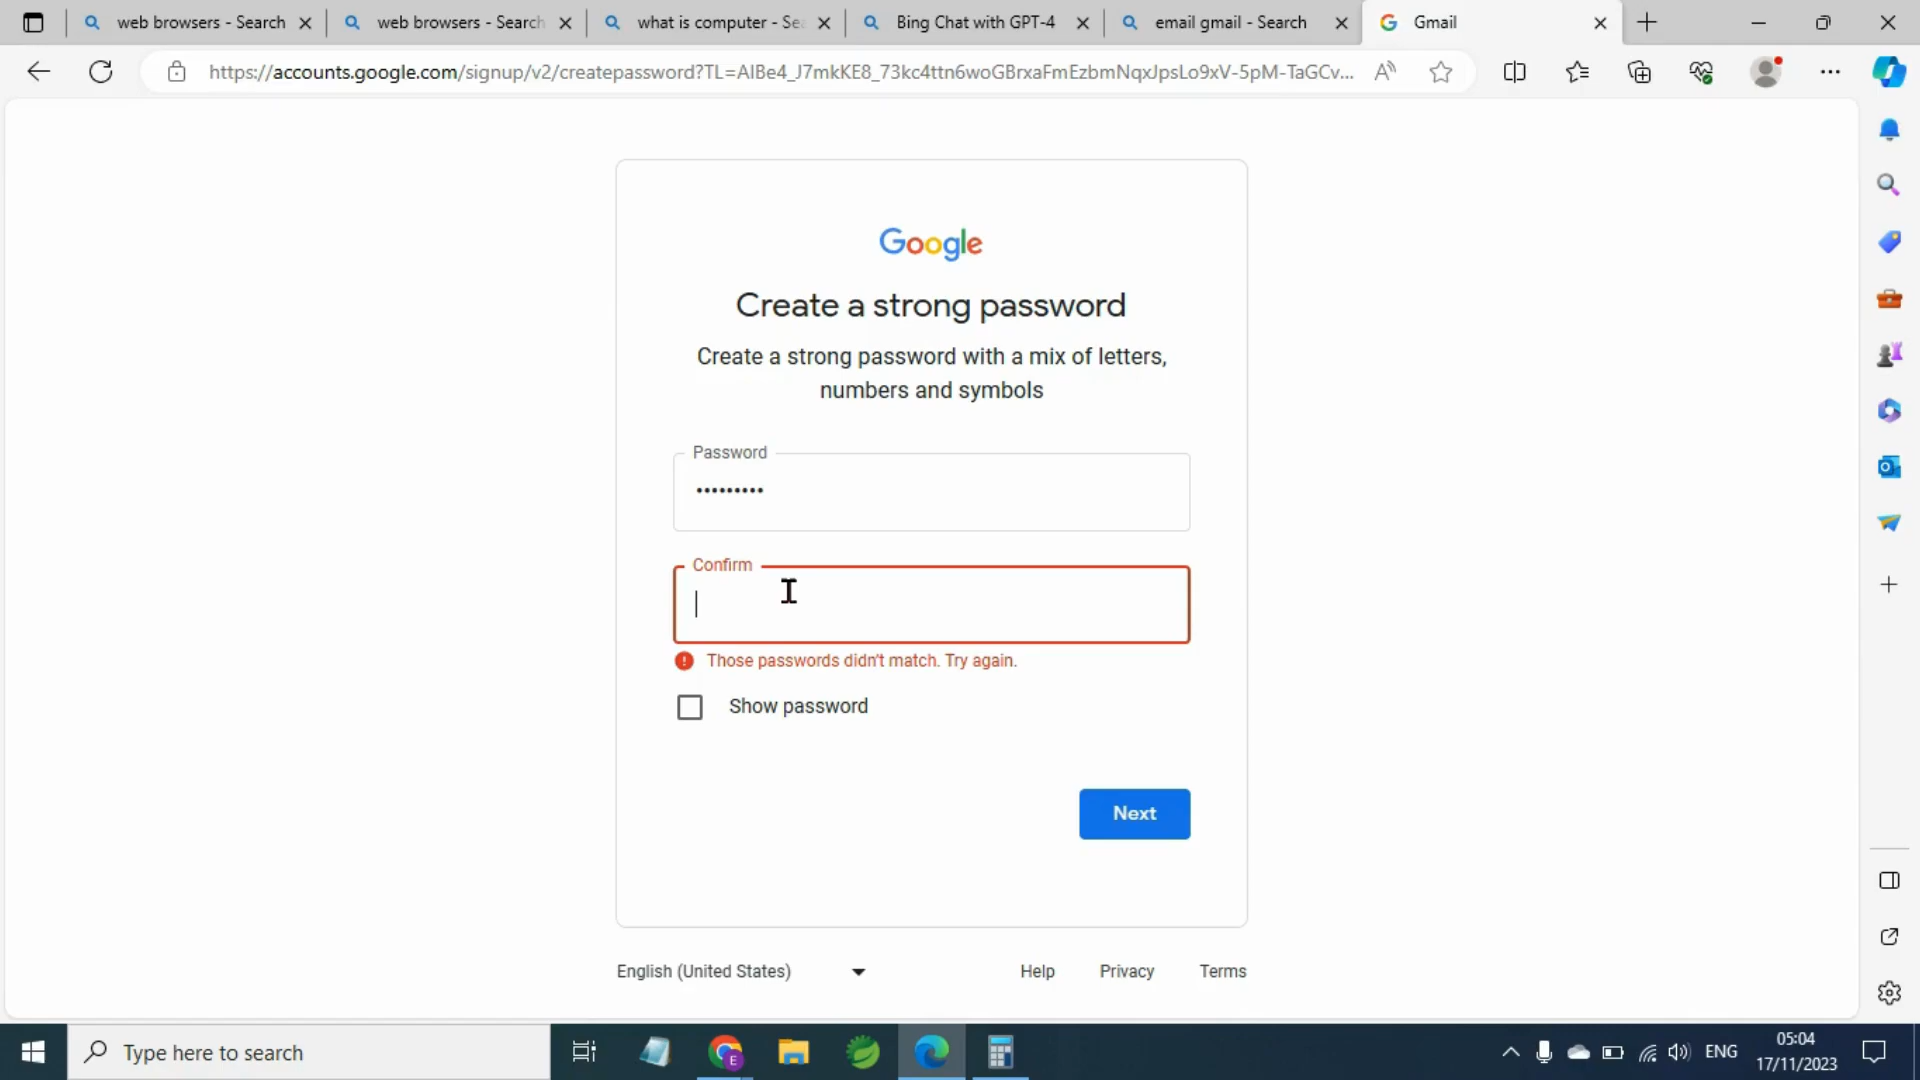 web browsers - Search
web browsers - Search
what is computer - Sea
Bing Chat with GPT-4
email gmail - Search
Gmail
https://accounts.google.com/signup/v2/createpassword?TL=AIBe4_J7mkKE8_73kc4ttn6woGBrxaFmEzbmNqxJpsLo9xV-5pM-TaGCv...
Google
Create a strong password
Create a strong password with a mix of letters,
numbers and symbols
Password
•••••••••
Confirm
Those passwords didn't match. Try again.
Show password
Next
English (United States)
Help
Privacy
Terms
Type here to search
E
ENG
05:04
17/11/2023